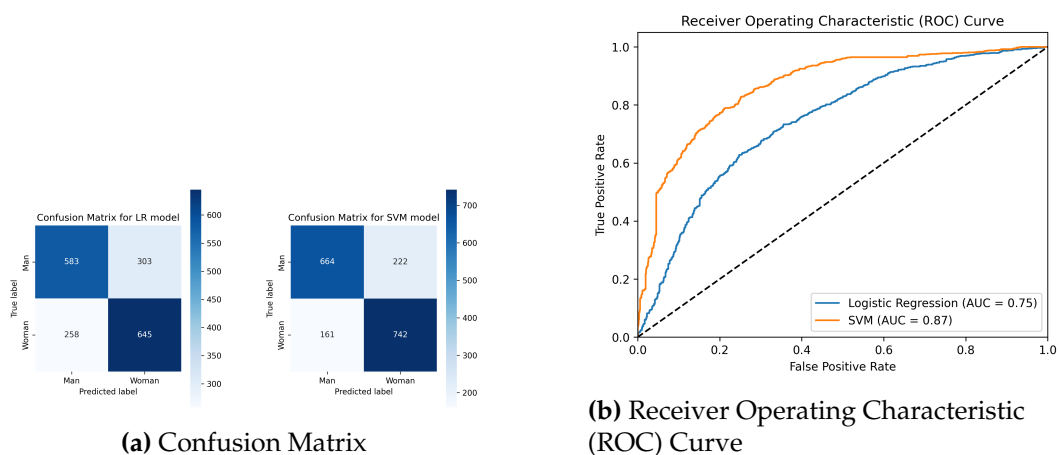 Confusion Matrix for LR model
Man
Woman
True label
583
303
258
645
Man
Woman
Predicted label
600
550
500
450
400
350
300
Confusion Matrix for SVM model
Man
Woman
True label
664
222
161
742
Man
Woman
Predicted label
700
600
500
400
300
200
(a) Confusion Matrix
Receiver Operating Characteristic (ROC) Curve
True Positive Rate
1.0
0.8
0.6
0.4
0.2
0.0
0.0
0.2
0.4
0.6
0.8
1.0
False Positive Rate
Logistic Regression (AUC = 0.75)
SVM (AUC = 0.87)
(b) Receiver Operating Characteristic
(ROC) Curve